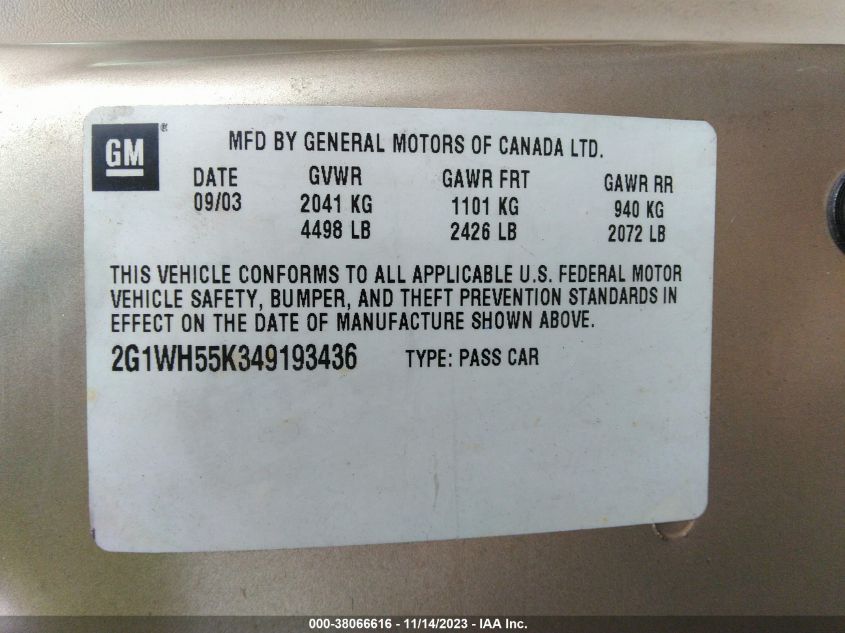 GM ®
MFD BY GENERAL MOTORS OF CANADA LTD.
DATE GVWR GAWR FRT GAWR RR
09/03 2041 KG 1101 KG 940 KG
4498 LB 2426 LB 2072 LB
THIS VEHICLE CONFORMS TO ALL APPLICABLE U.S. FEDERAL MOTOR
VEHICLE SAFETY, BUMPER, AND THEFT PREVENTION STANDARDS IN
EFFECT ON THE DATE OF MANUFACTURE SHOWN ABOVE.
2G1WH55K349193436 TYPE: PASS CAR
000-38066616 - 11/14/2023 - IAA Inc.